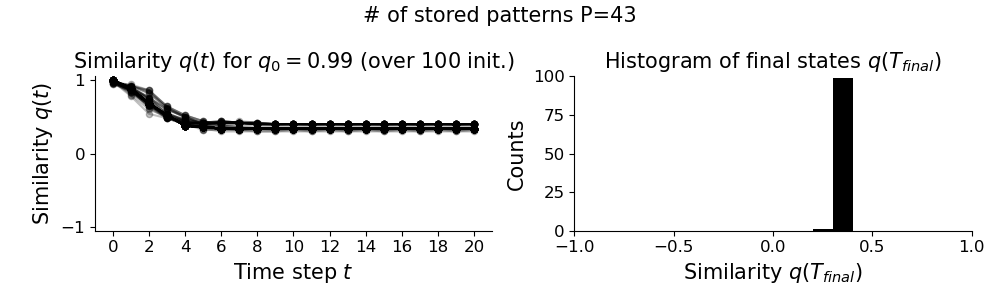 # of stored patterns P=43
Similarity q(t) for q₀ = 0.99 (over 100 init.)
1
0
−1
Similarity q(t)
0 2 4 6 8 10 12 14 16 18 20
Time step t
Histogram of final states q(T_final)
100
75
50
25
0
Counts
−1.0 −0.5 0.0 0.5 1.0
Similarity q(T_final)